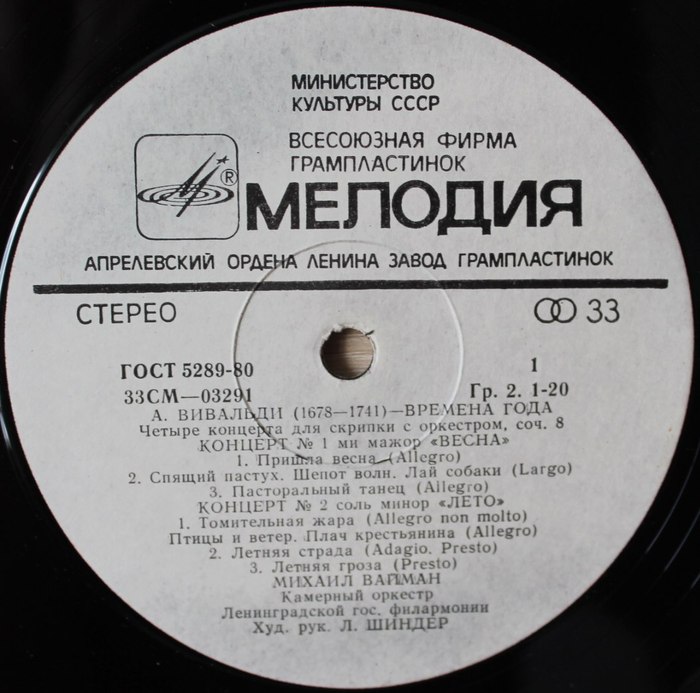 МИНИСТЕРСТВО
КУЛЬТУРЫ СССР
ВСЕСОЮЗНАЯ ФИРМА
ГРАМПЛАСТИНОК
®
МЕЛОДИЯ
АПРЕЛЕВСКИЙ ОРДЕНА ЛЕНИНА ЗАВОД ГРАМПЛАСТИНОК
СТЕРЕО 33
ГОСТ 5289-80 1
33СМ—03291 Гр. 2. 1-20
А. ВИВАЛЬДИ (1678—1741)—ВРЕМЕНА ГОДА
Четыре концерта для скрипки с оркестром, соч. 8
КОНЦЕРТ № 1 ми мажор «ВЕСНА»
1. Пришла весна (Allegro)
2. Спящий пастух. Шепот волн. Лай собаки (Largo)
3. Пасторальный танец (Allegro)
КОНЦЕРТ № 2 соль минор «ЛЕТО»
1. Томительная жара (Allegro non molto)
Птицы и ветер. Плач крестьянина (Allegro)
2. Летняя страда (Adagio, Presto)
3. Летняя гроза (Presto)
МИХАИЛ ВАЙМАН
Камерный оркестр
Ленинградской гос. филармонии
Худ. рук. Л. ШИНДЕР